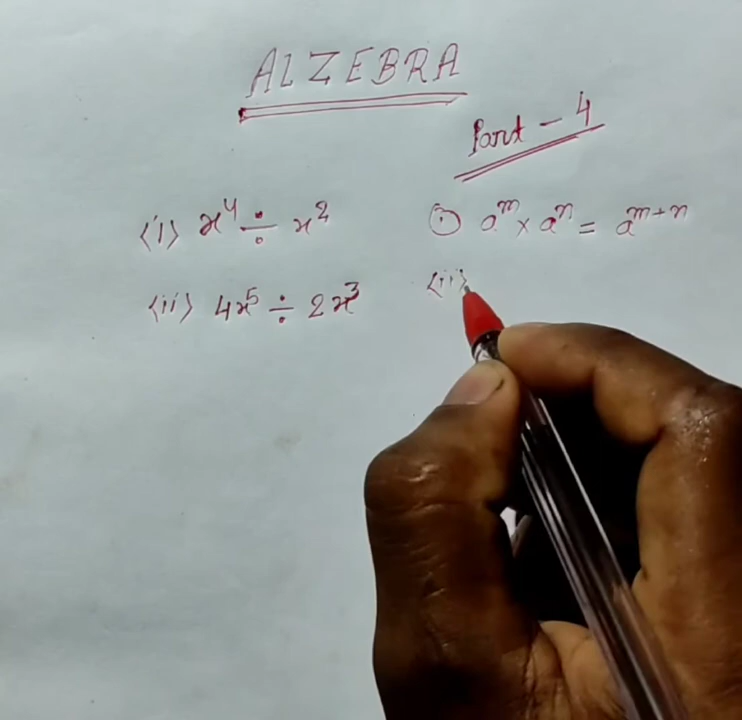 ALZEBRA
Part - 4
(i) x⁴ ÷ x²
(i) aᵐ × aⁿ = aᵐ⁺ⁿ
(ii) 4x⁵ ÷ 2x³
(ii)